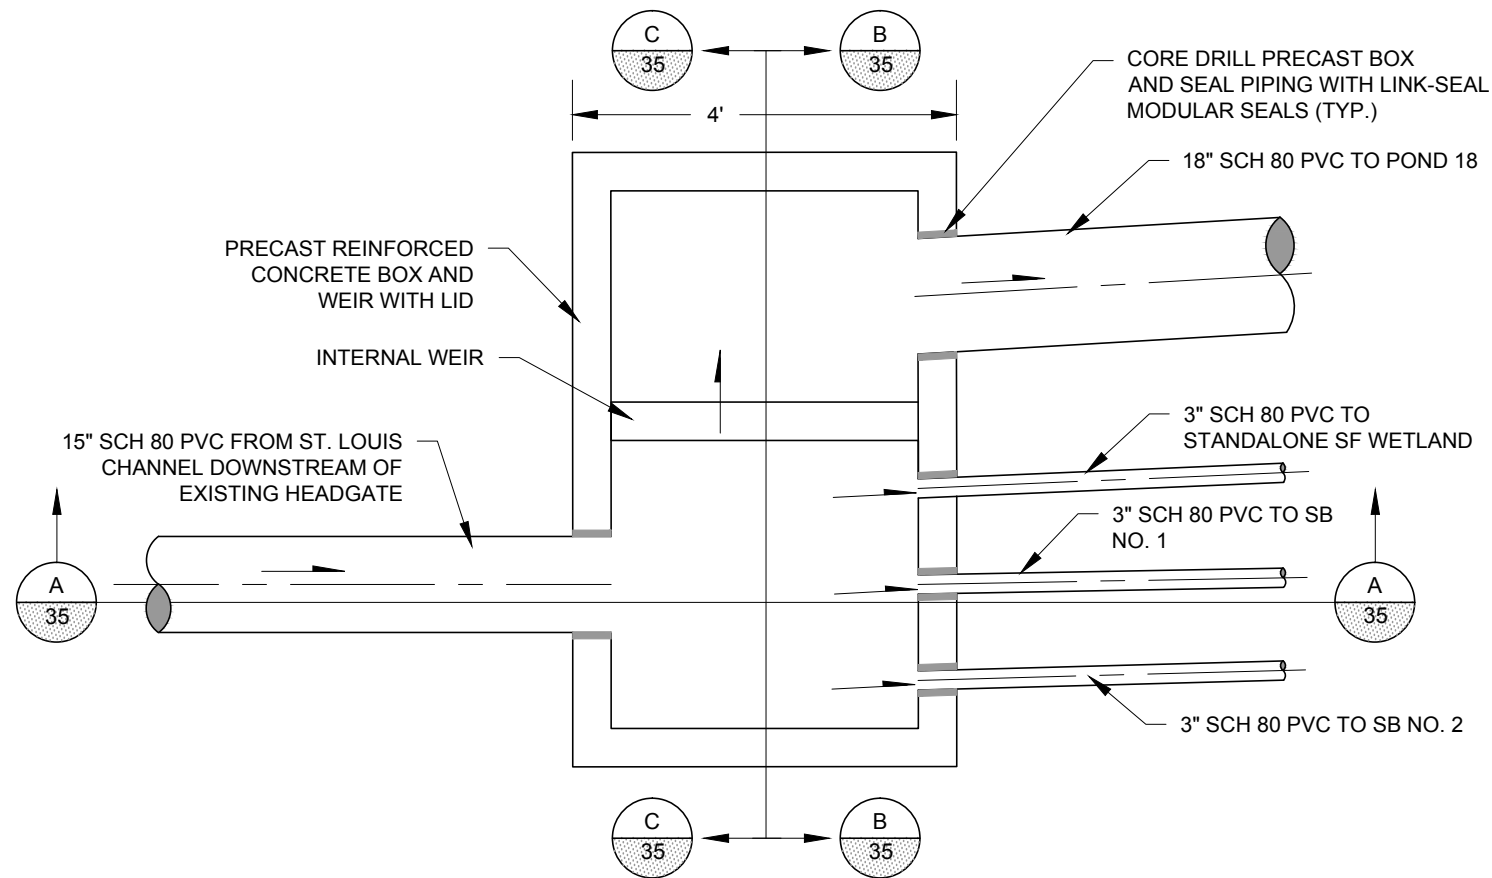 C
35
B
35
4'
CORE DRILL PRECAST BOX
AND SEAL PIPING WITH LINK-SEAL
MODULAR SEALS (TYP.)
18" SCH 80 PVC TO POND 18
PRECAST REINFORCED
CONCRETE BOX AND
WEIR WITH LID
INTERNAL WEIR
15" SCH 80 PVC FROM ST. LOUIS
CHANNEL DOWNSTREAM OF
EXISTING HEADGATE
3" SCH 80 PVC TO
STANDALONE SF WETLAND
3" SCH 80 PVC TO SB
NO. 1
A
35
A
35
3" SCH 80 PVC TO SB NO. 2
C
35
B
35